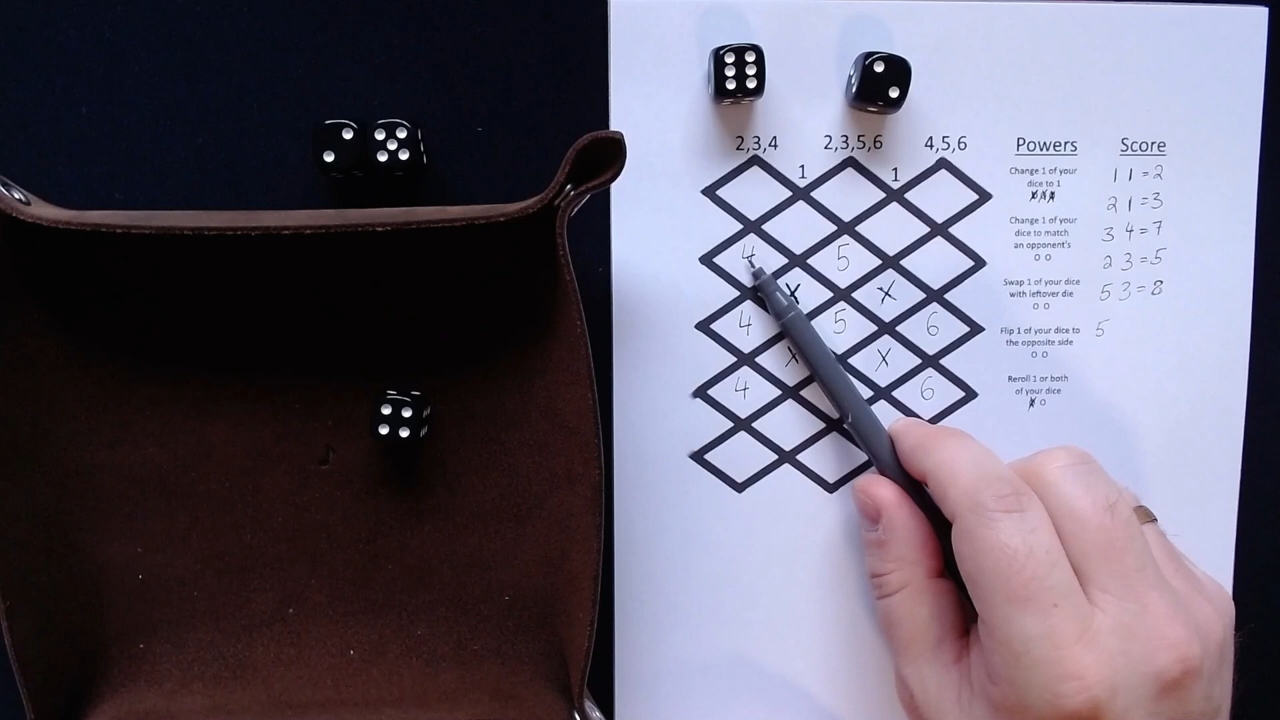 2,3,4 2,3,5,6 4,5,6 Powers Score
1 1
Change 1 of your
dice to 1
X X X
1 1 = 2
2 1 = 3
Change 1 of your
dice to match
an opponent's
O O
3 4 = 7
2 3 = 5
4 5
Swap 1 of your dice
with leftover die
O O
5 3 = 8
X X
4 5 6
Flip 1 of your dice to
the opposite side
O O
5
X X
4 6
Reroll 1 or both
of your dice
X O